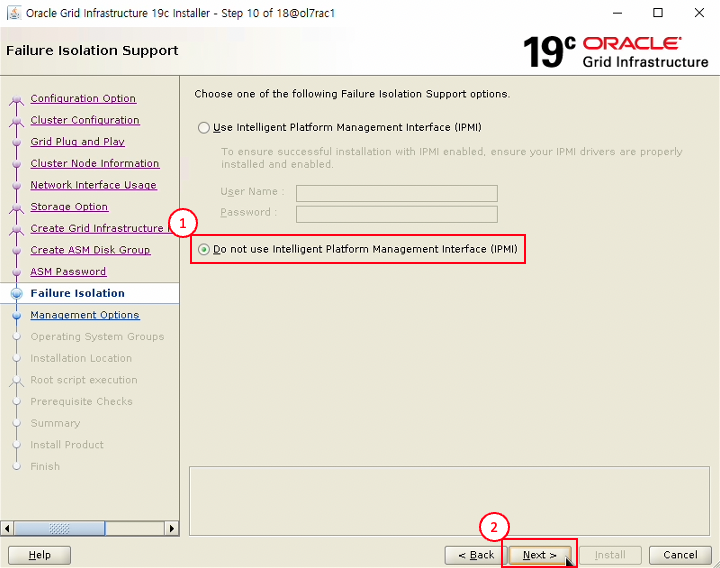 Oracle Grid Infrastructure 19c Installer - Step 10 of 18@ol7rac1
Failure Isolation Support
19c ORACLE
Grid Infrastructure
Configuration Option
Cluster Configuration
Grid Plug and Play
Cluster Node Information
Network Interface Usage
Storage Option
Create Grid Infrastructure
Create ASM Disk Group
ASM Password
Failure Isolation
Management Options
Operating System Groups
Installation Location
Root script execution
Prerequisite Checks
Summary
Install Product
Finish
Choose one of the following Failure Isolation Support options.
Use Intelligent Platform Management Interface (IPMI)
To ensure successful installation with IPMI enabled, ensure your IPMI drivers are properly
installed and enabled.
User Name :
Password :
1
Do not use Intelligent Platform Management Interface (IPMI)
2
Help
< Back
Next >
Install
Cancel